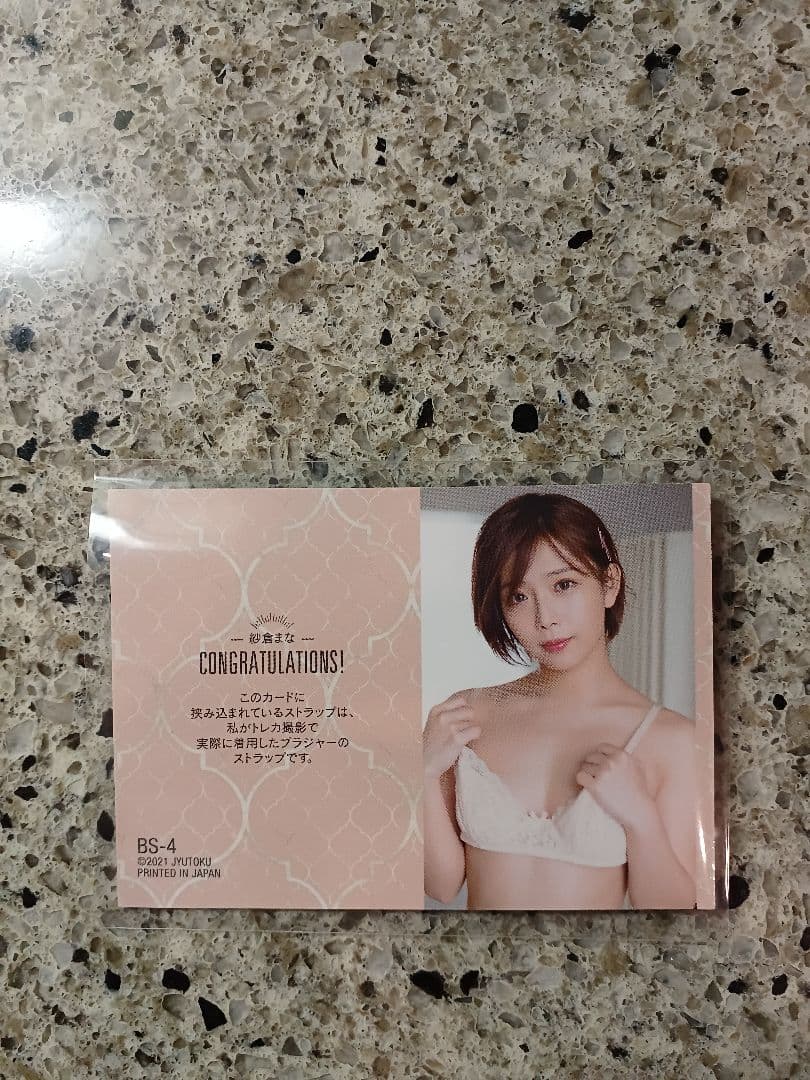 紗倉まな
CONGRATULATIONS!
このカードに
挟み込まれているストラップは、
私がトレカ撮影で
実際に着用したブラジャーの
ストラップです。
BS-4
©2021 JYUTOKU
PRINTED IN JAPAN